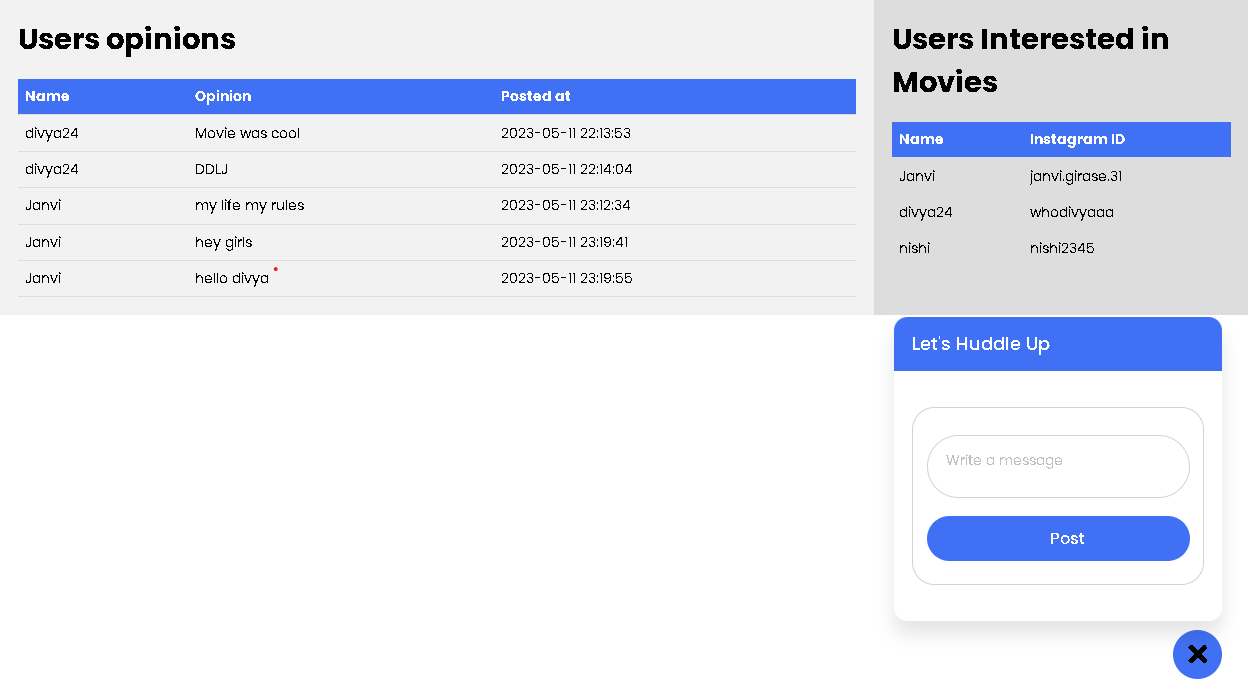 Users opinions
Name Opinion Posted at
divya24 Movie was cool 2023-05-11 22:13:53
divya24 DDLJ 2023-05-11 22:14:04
Janvi my life my rules 2023-05-11 23:12:34
Janvi hey girls 2023-05-11 23:19:41
Janvi hello divya 2023-05-11 23:19:55
Users Interested in
Movies
Name Instagram ID
Janvi janvi.girase.31
divya24 whodivyaaa
nishi nishi2345
Let's Huddle Up
Write a message
Post